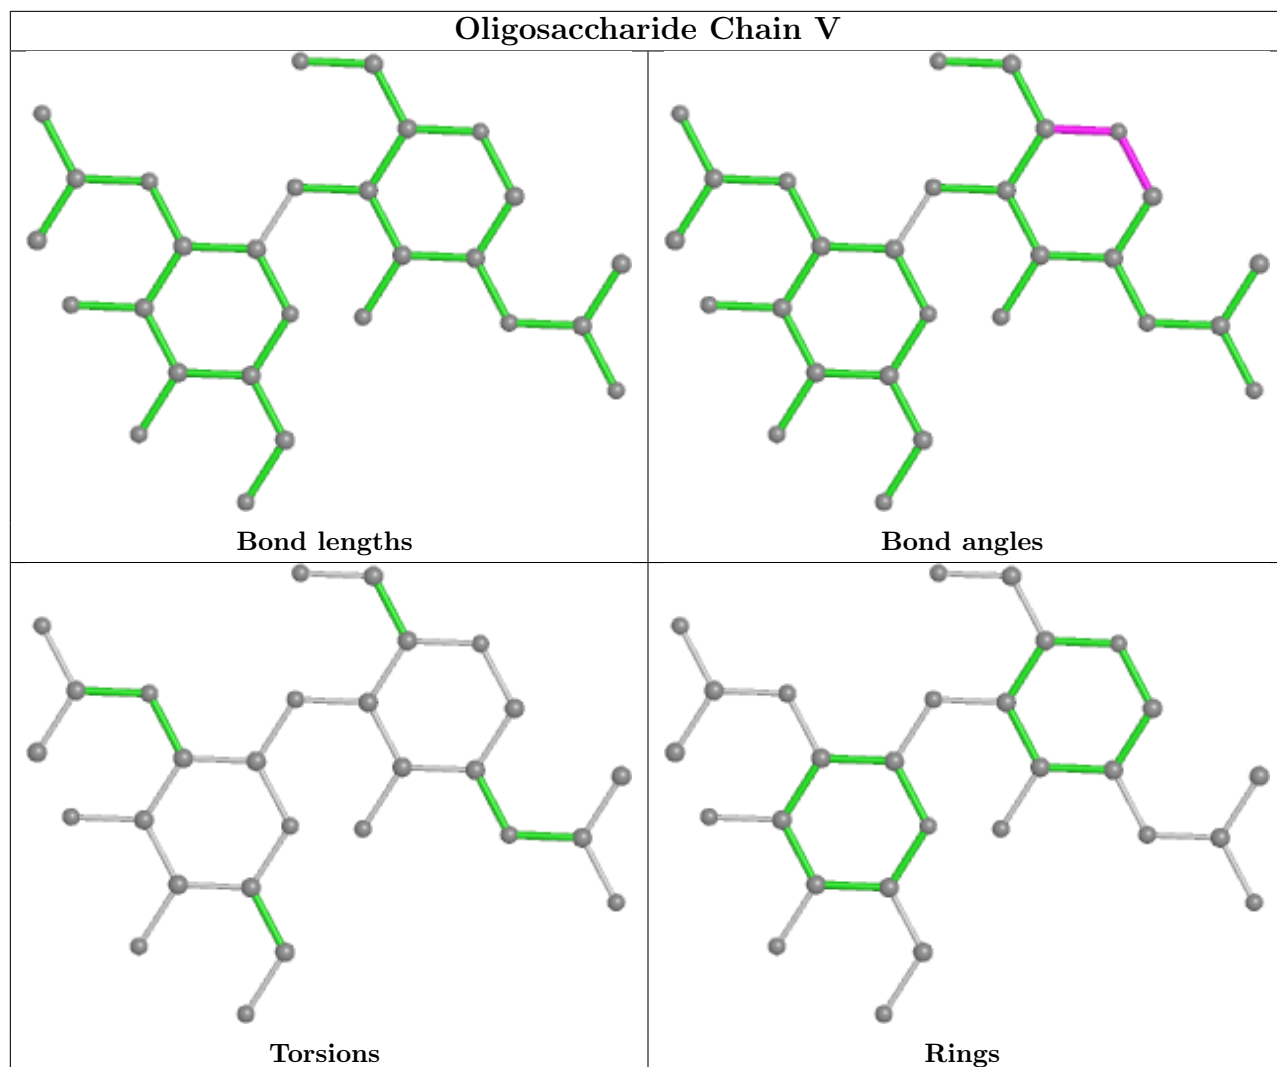 Oligosaccharide Chain V
Bond lengths
Bond angles
Torsions
Rings